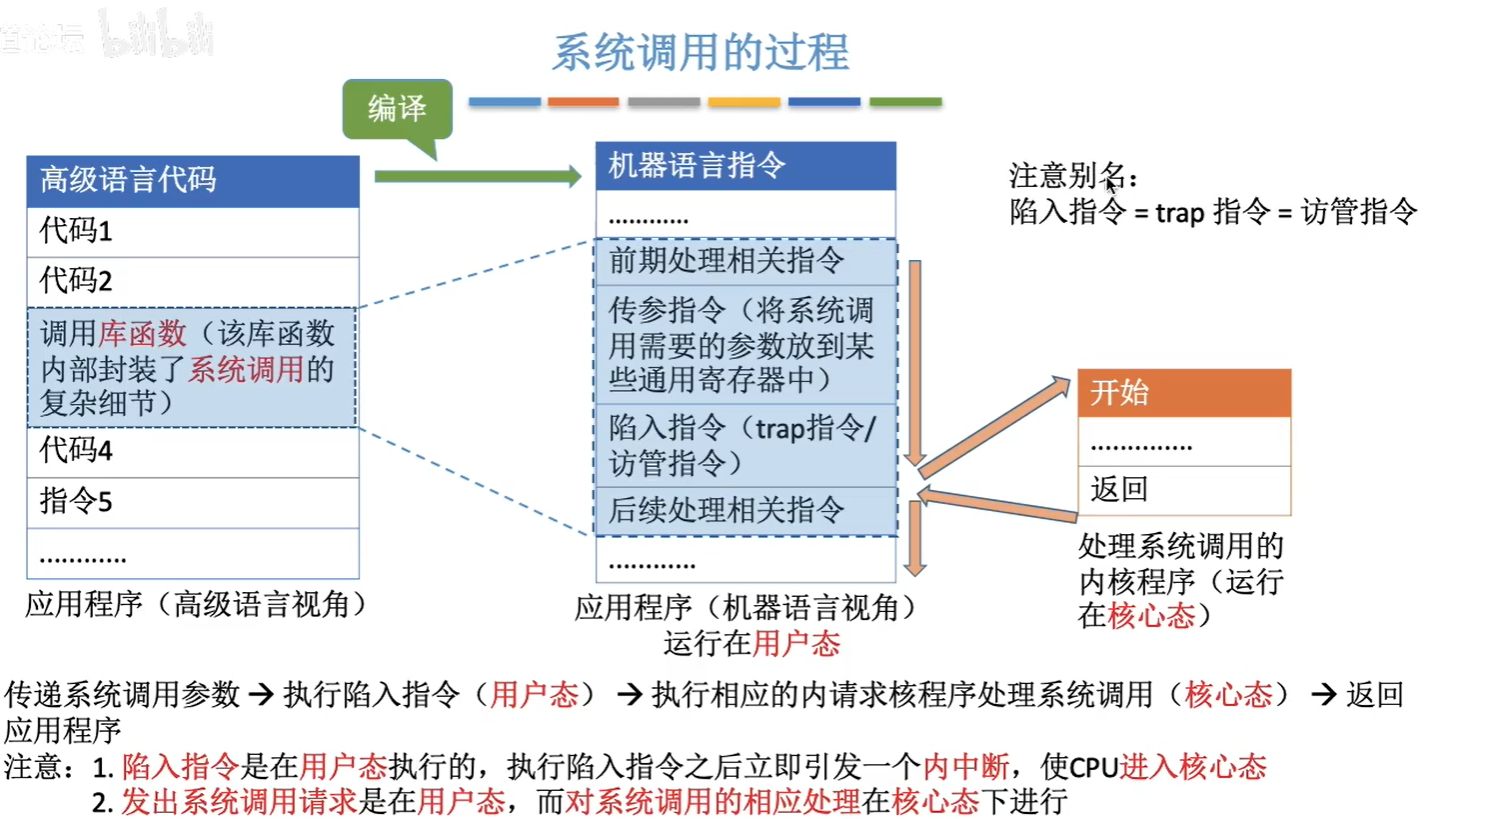 道论坛 bilibili
系统调用的过程
编译
高级语言代码
代码1
代码2
调用库函数（该库函数
内部封装了系统调用的
复杂细节）
代码4
指令5
............
应用程序（高级语言视角）
机器语言指令
............
前期处理相关指令
传参指令（将系统调
用需要的参数放到某
些通用寄存器中）
陷入指令（trap指令/
访管指令）
后续处理相关指令
............
应用程序（机器语言视角）
运行在用户态
注意别名：
陷入指令 = trap 指令 = 访管指令
开始
..............
返回
处理系统调用的
内核程序（运行
在核心态）
传递系统调用参数 → 执行陷入指令（用户态） → 执行相应的内请求核程序处理系统调用（核心态） → 返回
应用程序
注意：1. 陷入指令是在用户态执行的，执行陷入指令之后立即引发一个内中断，使CPU进入核心态
2. 发出系统调用请求是在用户态，而对系统调用的相应处理在核心态下进行